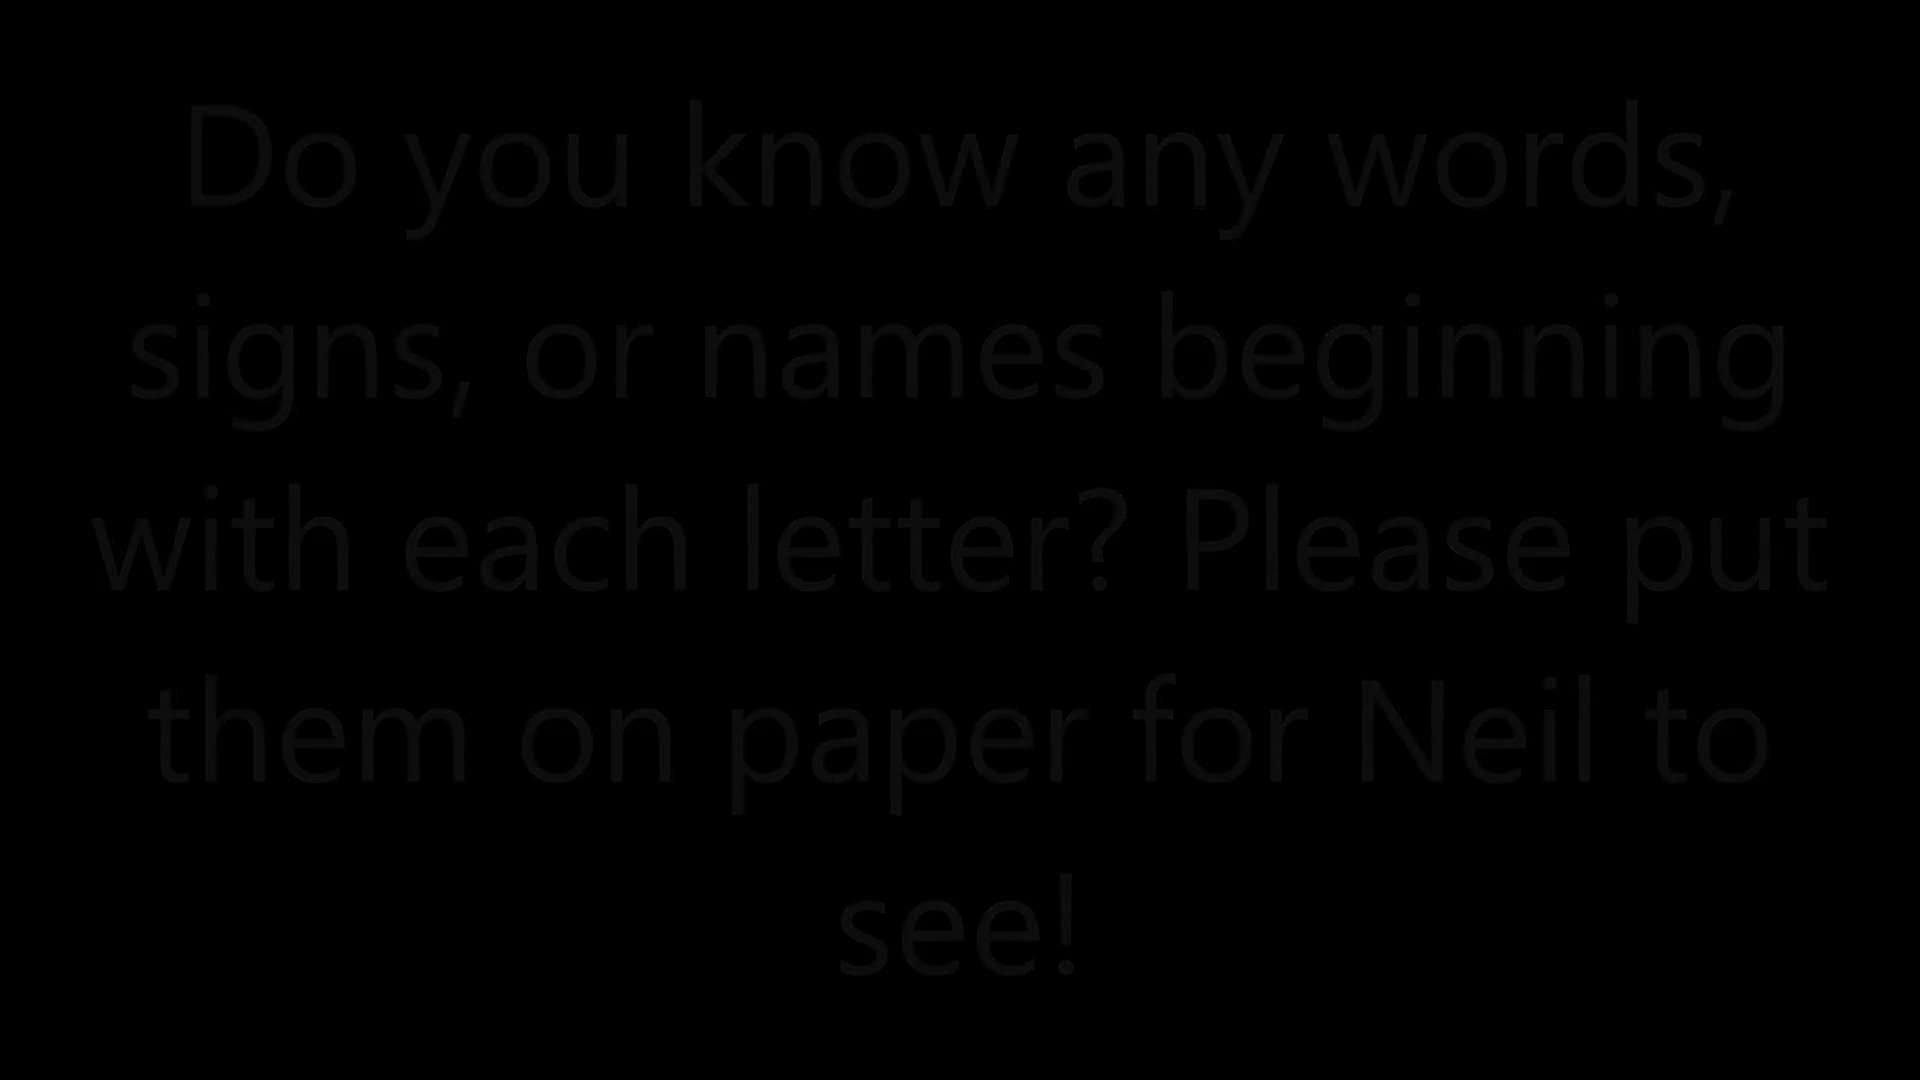 Do you know any words,
signs, or names beginning
with each letter? Please put
them on paper for Neil to
see!